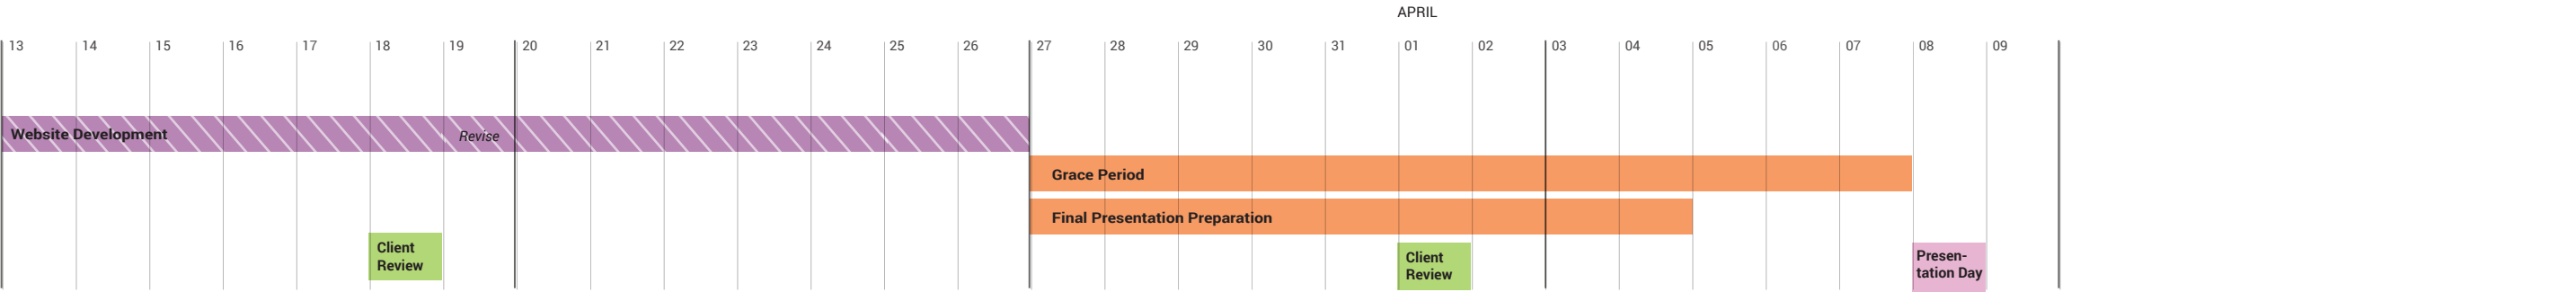 APRIL
13 14 15 16 17 18 19 20 21 22 23 24 25 26 27 28 29 30 31 01 02 03 04 05 06 07 08 09
Website Development Revise
Grace Period
Final Presentation Preparation
Client
Review
Client
Review
Presen-
tation Day